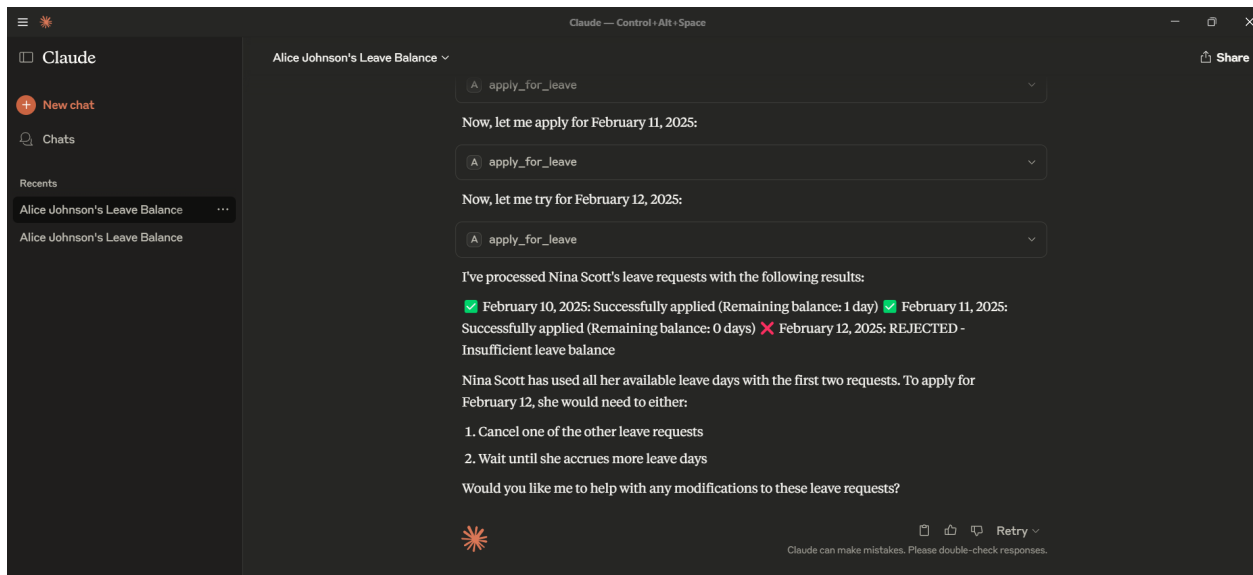 Claude — Control+Alt+Space
Claude
Alice Johnson's Leave Balance
Share
New chat
Chats
Recents
Alice Johnson's Leave Balance
Alice Johnson's Leave Balance
A apply_for_leave
Now, let me apply for February 11, 2025:
A apply_for_leave
Now, let me try for February 12, 2025:
A apply_for_leave
I've processed Nina Scott's leave requests with the following results:
✅ February 10, 2025: Successfully applied (Remaining balance: 1 day) ✅ February 11, 2025:
Successfully applied (Remaining balance: 0 days) ❌ February 12, 2025: REJECTED -
Insufficient leave balance
Nina Scott has used all her available leave days with the first two requests. To apply for
February 12, she would need to either:
1. Cancel one of the other leave requests
2. Wait until she accrues more leave days
Would you like me to help with any modifications to these leave requests?
Retry
Claude can make mistakes. Please double-check responses.